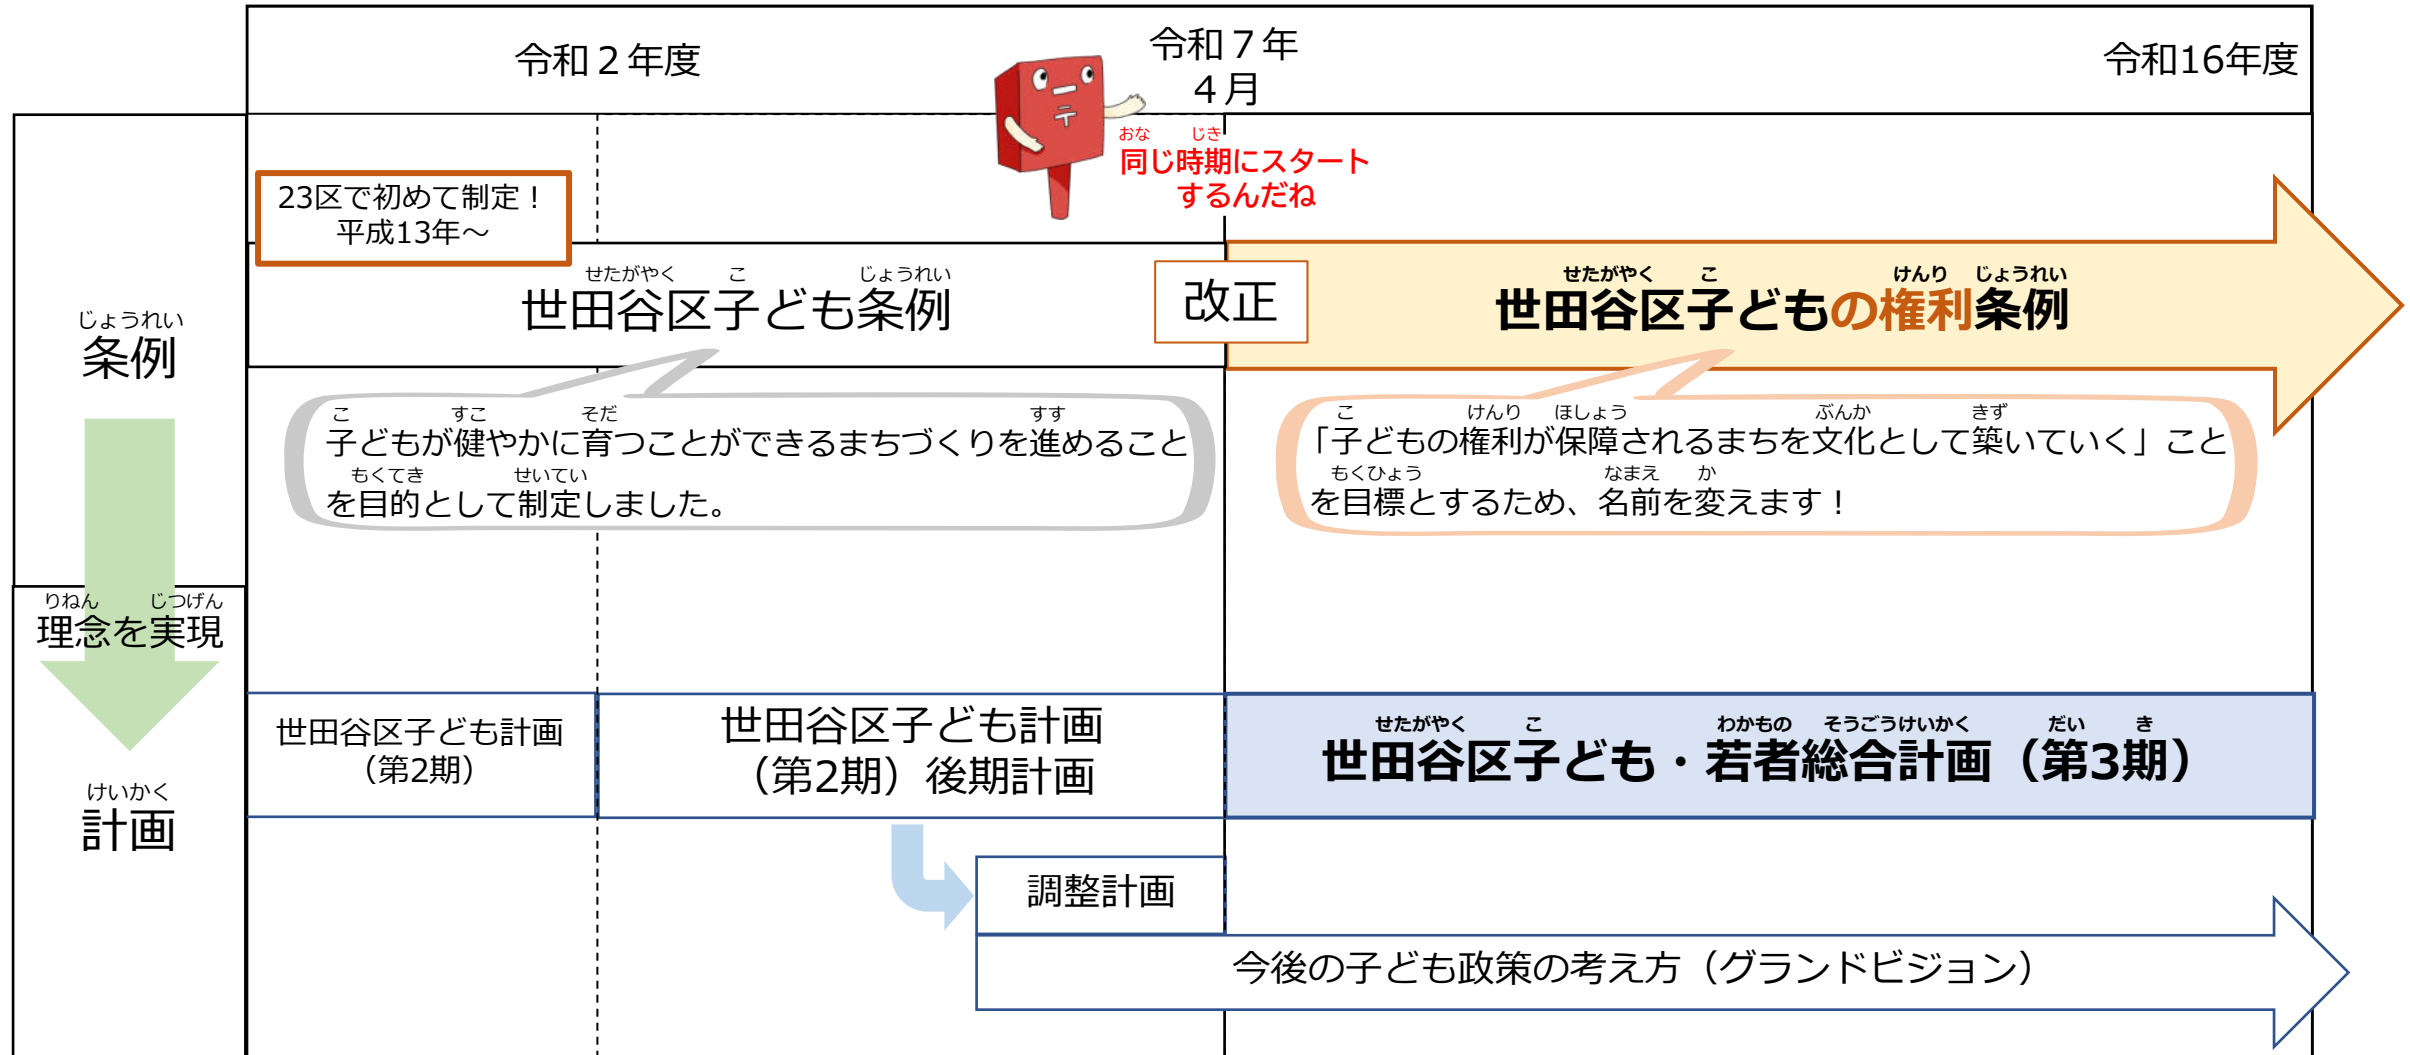 令和２年度
令和７年
４月
令和16年度
おな じき
同じ時期にスタート
するんだね
23区で初めて制定！
平成13年～
じょうれい
条例
せたがやく こ じょうれい
世田谷区子ども条例
改正
せたがやく こ けんり じょうれい
世田谷区子どもの権利条例
こ すこ そだ すす
子どもが健やかに育つことができるまちづくりを進めること
もくてき せいてい
を目的として制定しました。
こ けんり ほしょう ぶんか きず
「子どもの権利が保障されるまちを文化として築いていく」こと
もくひょう なまえ か
を目標とするため、名前を変えます！
りねん じつげん
理念を実現
けいかく
計画
世田谷区子ども計画
（第2期）
世田谷区子ども計画
（第2期）後期計画
せたがやく こ わかもの そうごうけいかく だい き
世田谷区子ども・若者総合計画（第3期）
調整計画
今後の子ども政策の考え方（グランドビジョン）